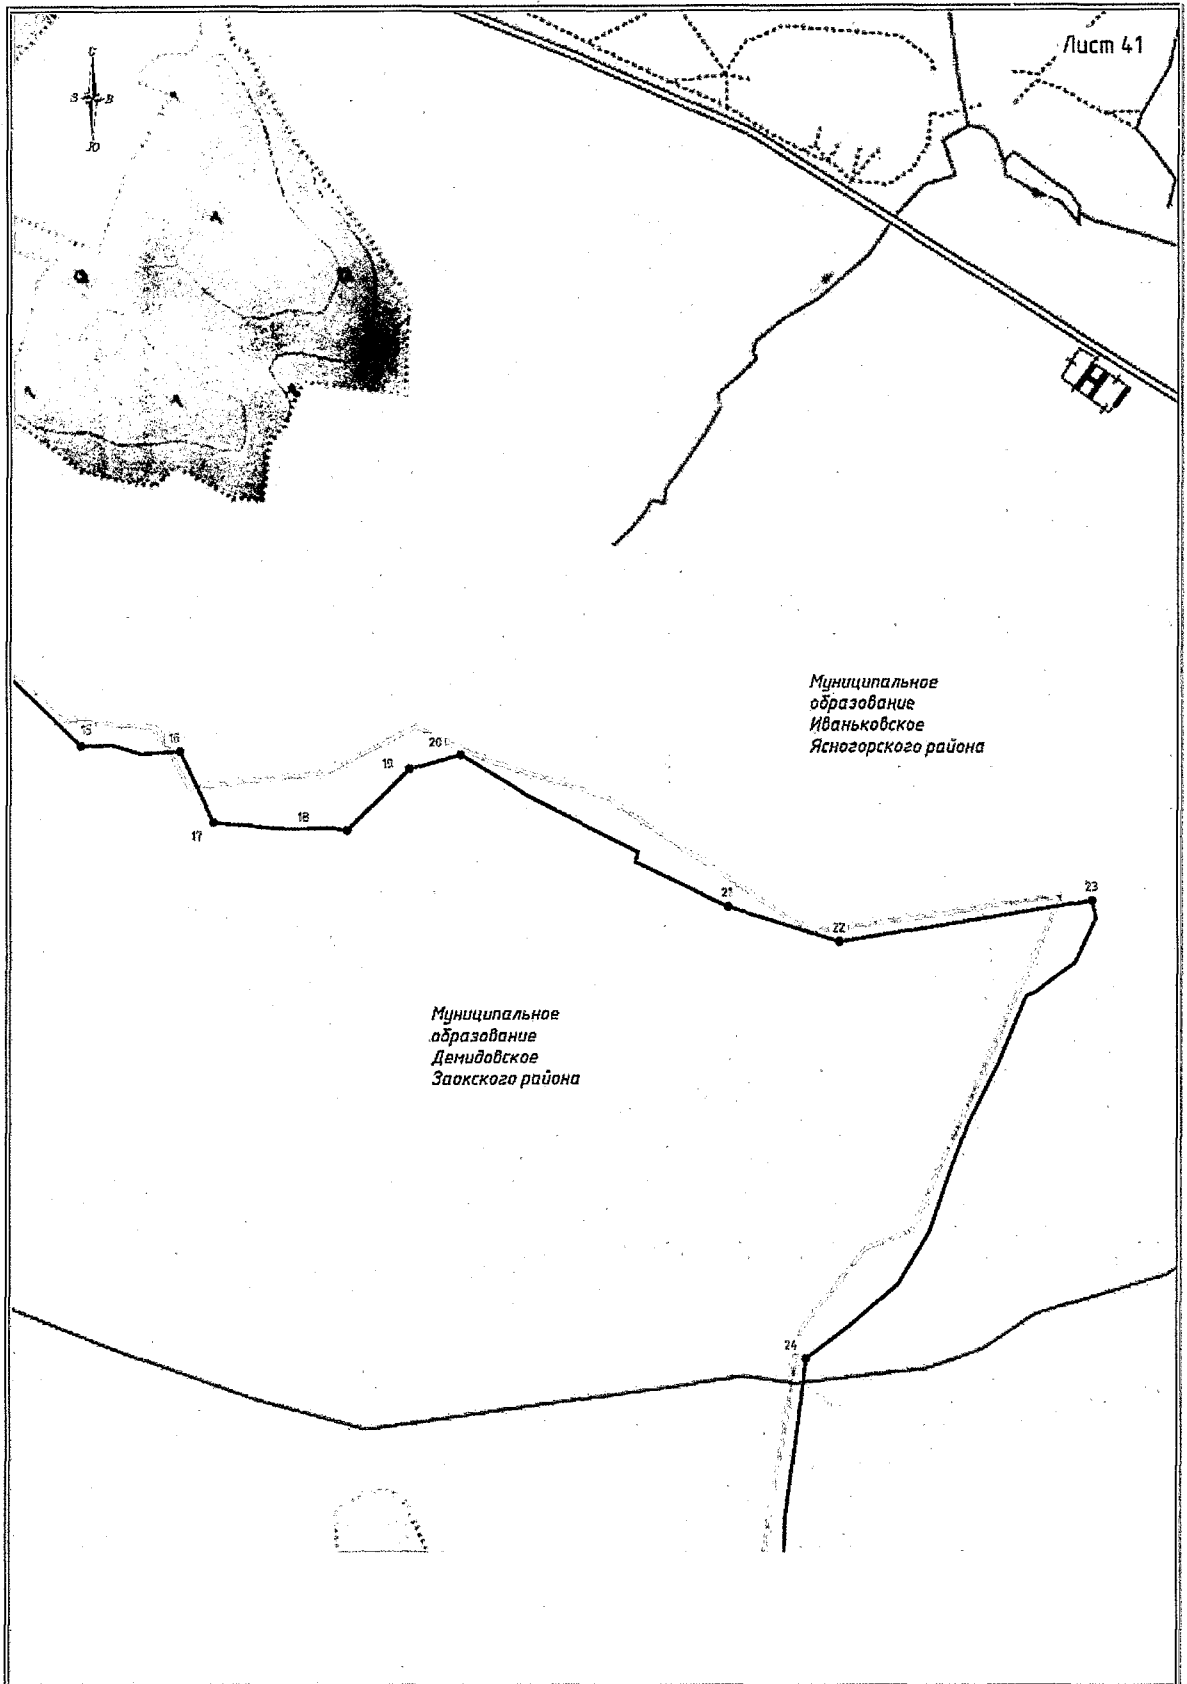 Лист 41
С
З В
Ю
Н
Муниципальное
образование
Иваньковское
Ясногорского района
15
16
17
18
19
20
21
22
23
Муниципальное
образование
Демидовское
Заокского района
24